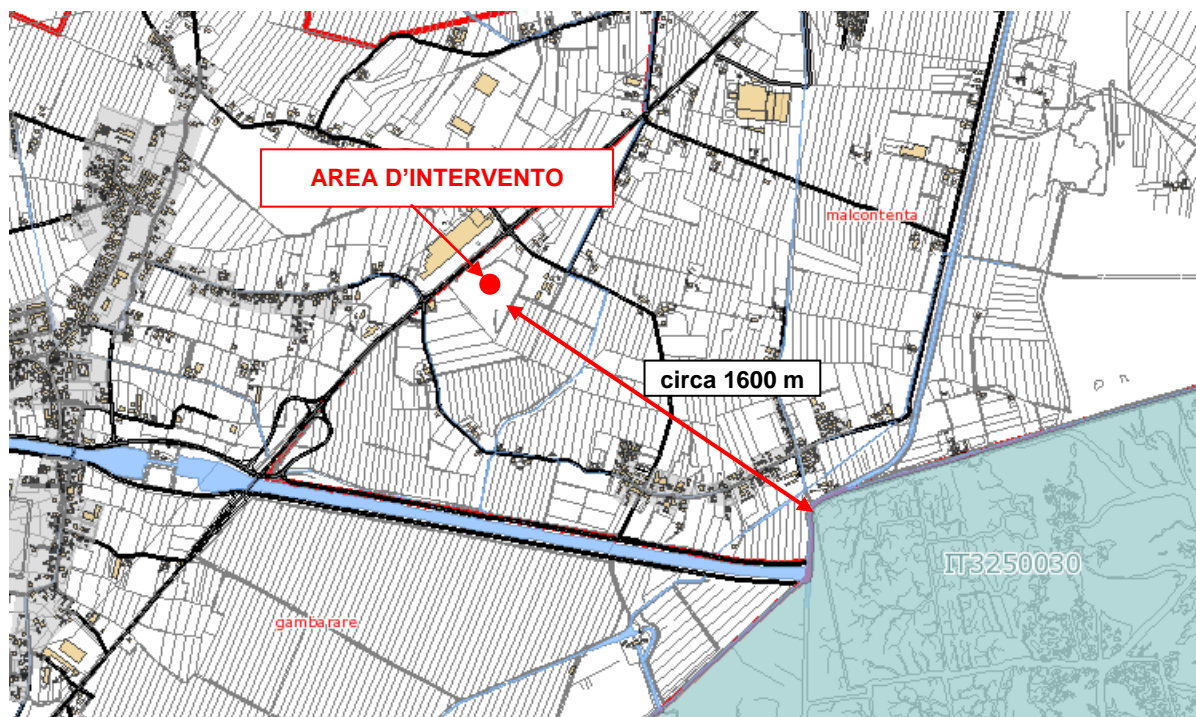 AREA D'INTERVENTO
malcontenta
circa 1600 m
IT3250030
gambarare